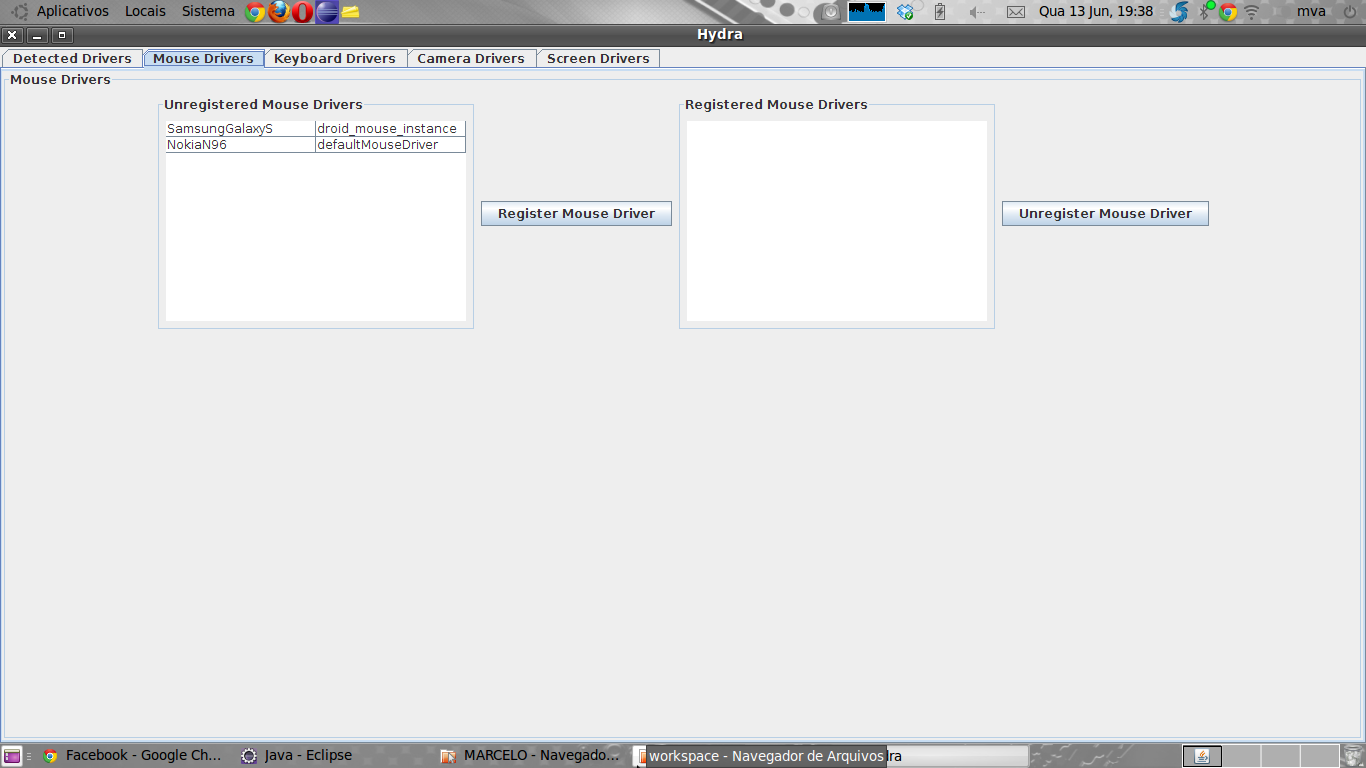 Aplicativos Locais Sistema Qua 13 Jun, 19:38 mva
Hydra
Detected Drivers Mouse Drivers Keyboard Drivers Camera Drivers Screen Drivers
Mouse Drivers
Unregistered Mouse Drivers Registered Mouse Drivers
SamsungGalaxyS droid_mouse_instance
NokiaN96 defaultMouseDriver
Register Mouse Driver Unregister Mouse Driver
Facebook - Google Ch... Java - Eclipse MARCELO - Navegado... workspace - Navegador de Arquivos